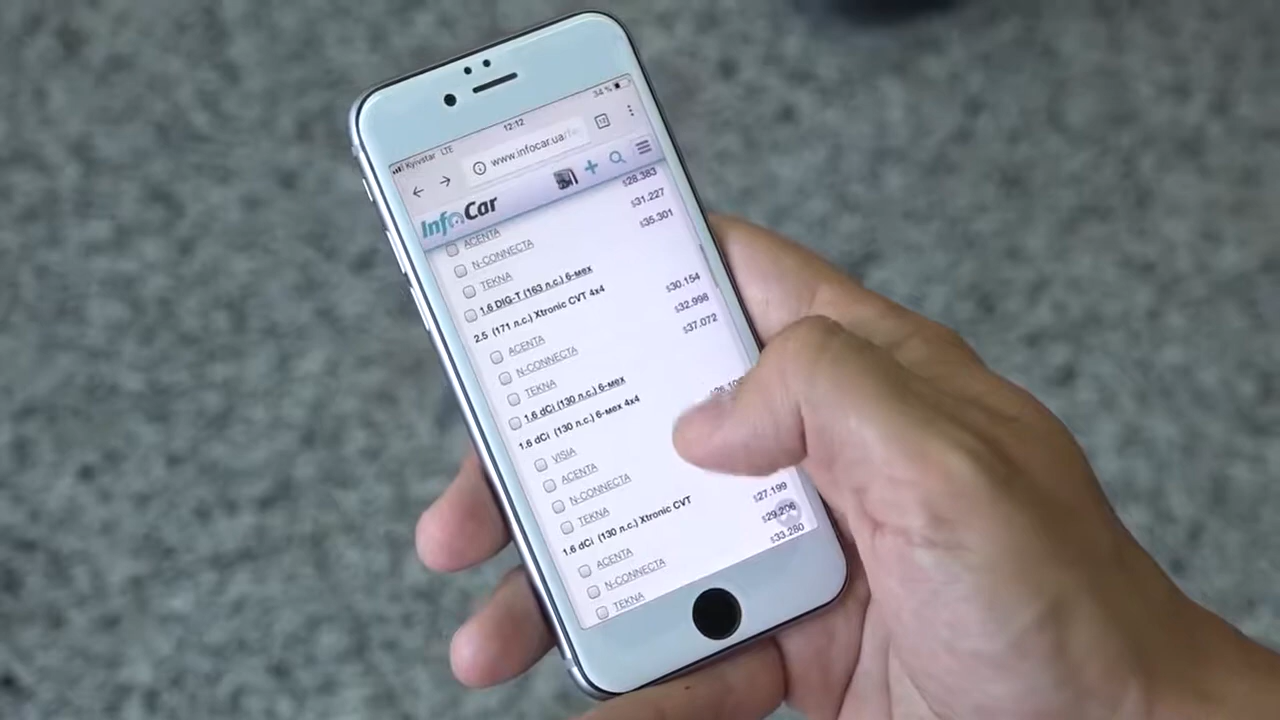 Kyivstar LTE 12:12 34 %
www.infocar.ua 12
InfoCar
ACENTA $28.383
N-CONNECTA $31.227
TEKNA $35.301
1.6 DIG-T (163 л.с.) 6-мех
2.5 (171 л.с.) Xtronic CVT 4x4
ACENTA $30.154
N-CONNECTA $32.998
TEKNA $37.072
1.6 dCi (130 л.с.) 6-мех
1.6 dCi (130 л.с.) 6-мех 4x4
VISIA
ACENTA
N-CONNECTA
TEKNA
1.6 dCi (130 л.с.) Xtronic CVT
ACENTA $27.199
N-CONNECTA $29.206
TEKNA $33.280